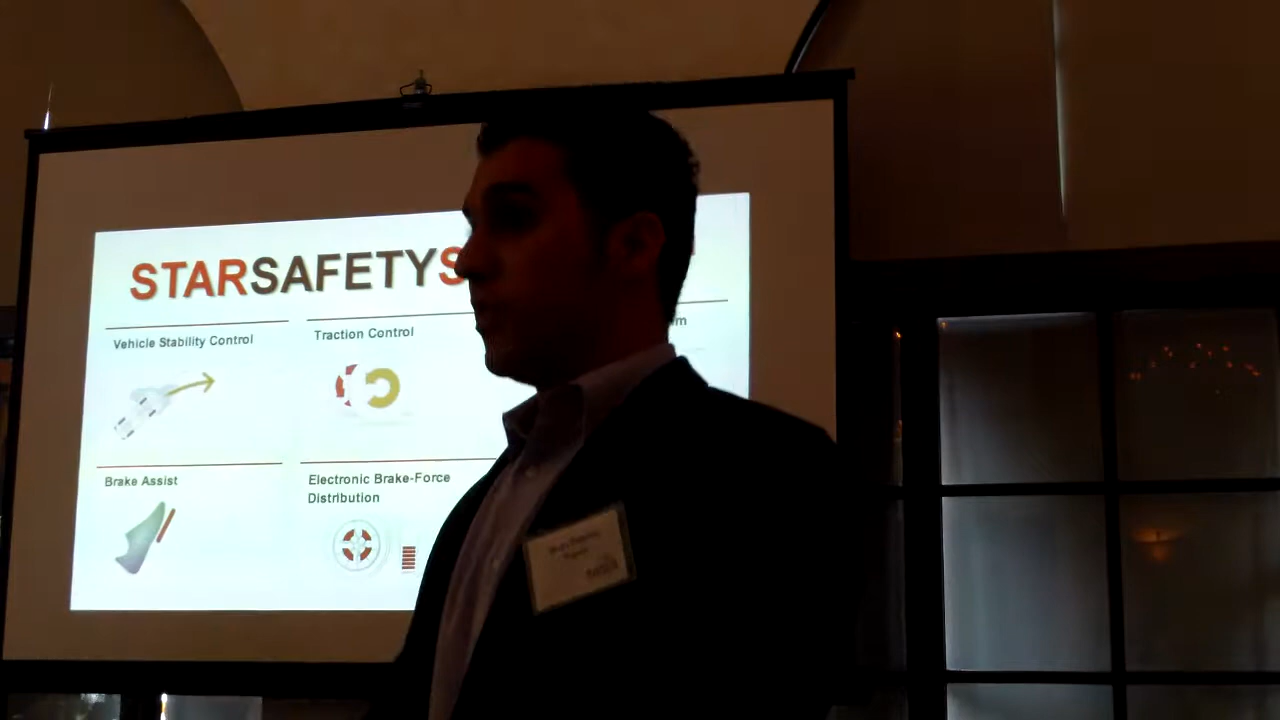 STARSAFETYS
Vehicle Stability Control
Traction Control
m
Brake Assist
Electronic Brake-Force
Distribution